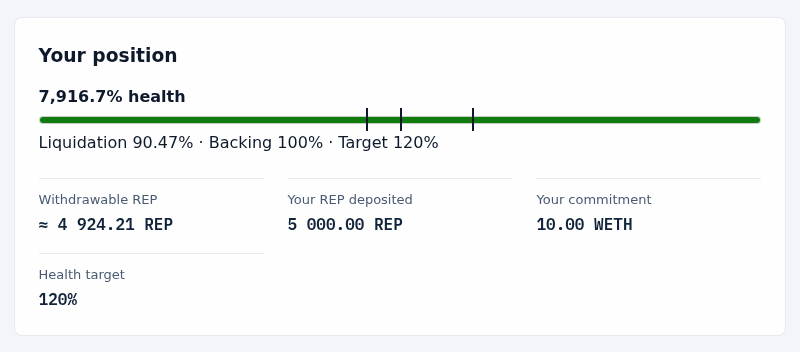 Your position
7,916.7% health
Liquidation 90.47% · Backing 100% · Target 120%
Withdrawable REP
≈ 4 924.21 REP
Your REP deposited
5 000.00 REP
Your commitment
10.00 WETH
Health target
120%